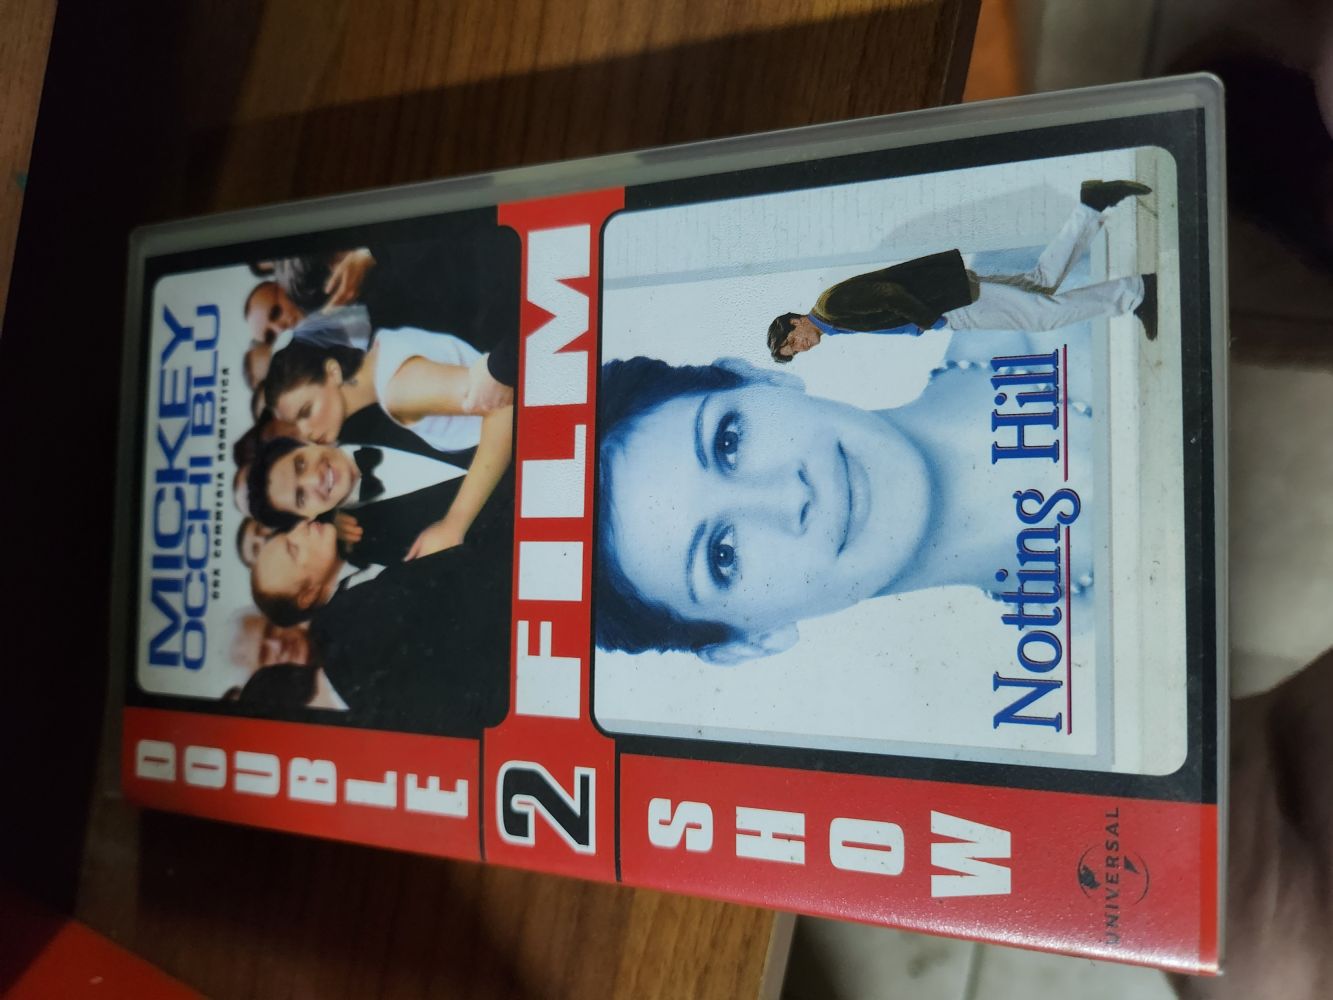 DOUBLE
2 FILM
SHOW
MICKEY
OCCHI BLU
Notting Hill
UNIVERSAL